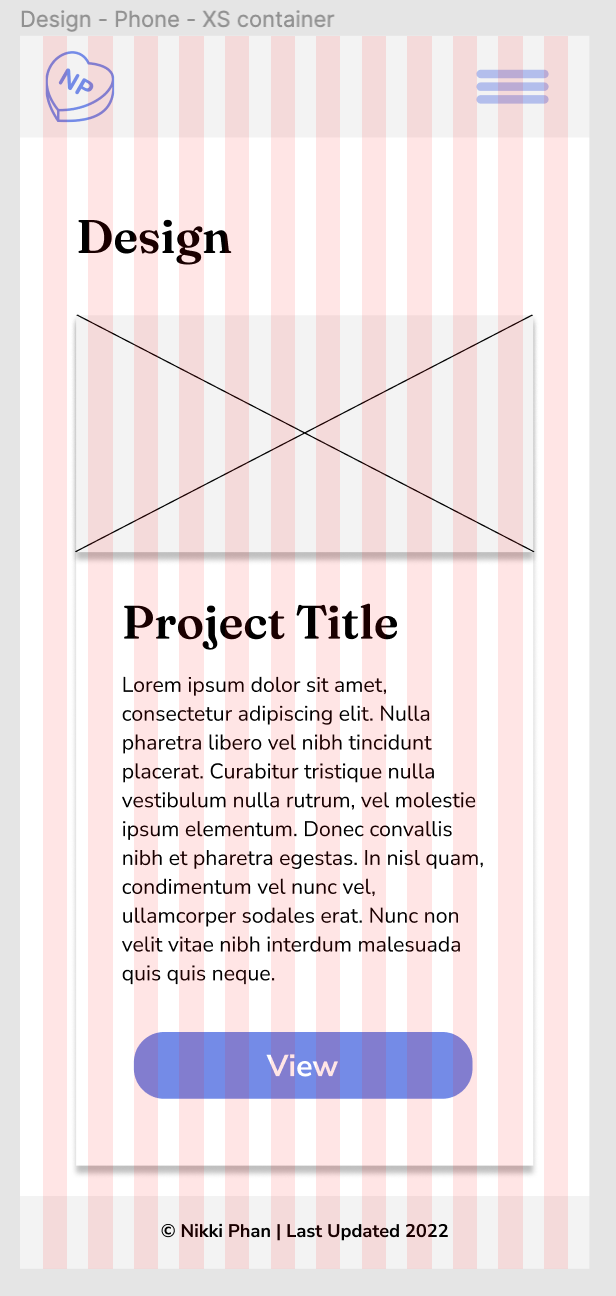 Design - Phone - XS container
NP
Design
Project Title
Lorem ipsum dolor sit amet,
consectetur adipiscing elit. Nulla
pharetra libero vel nibh tincidunt
placerat. Curabitur tristique nulla
vestibulum nulla rutrum, vel molestie
ipsum elementum. Donec convallis
nibh et pharetra egestas. In nisl quam,
condimentum vel nunc vel,
ullamcorper sodales erat. Nunc non
velit vitae nibh interdum malesuada
quis quis neque.
View
© Nikki Phan | Last Updated 2022